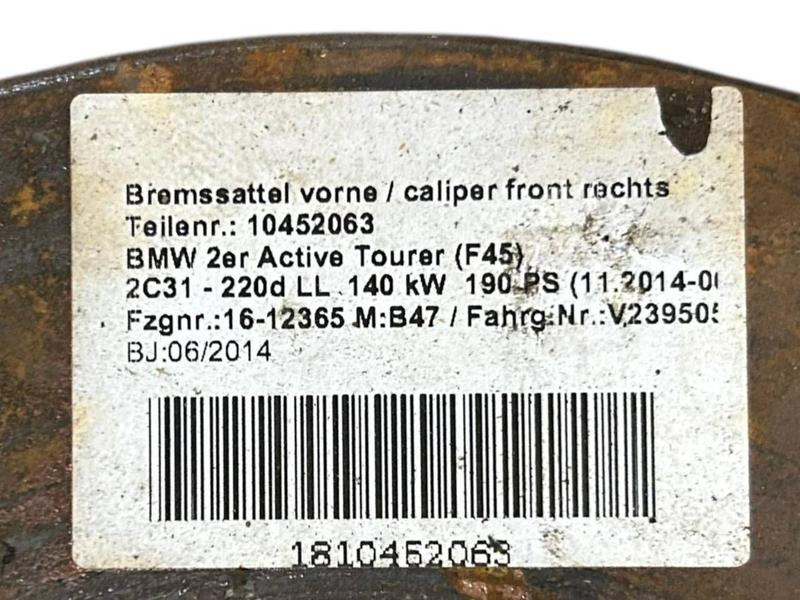 Bremssattel vorne / caliper front rechts
Teilenr.: 10452063
BMW 2er Active Tourer (F45)
2C31 - 220d LL 140 kW 190 PS (11.2014-0
Fzgnr.:16-12365 M:B47 / Fahrg.Nr.:V239505
BJ:06/2014
1810452063